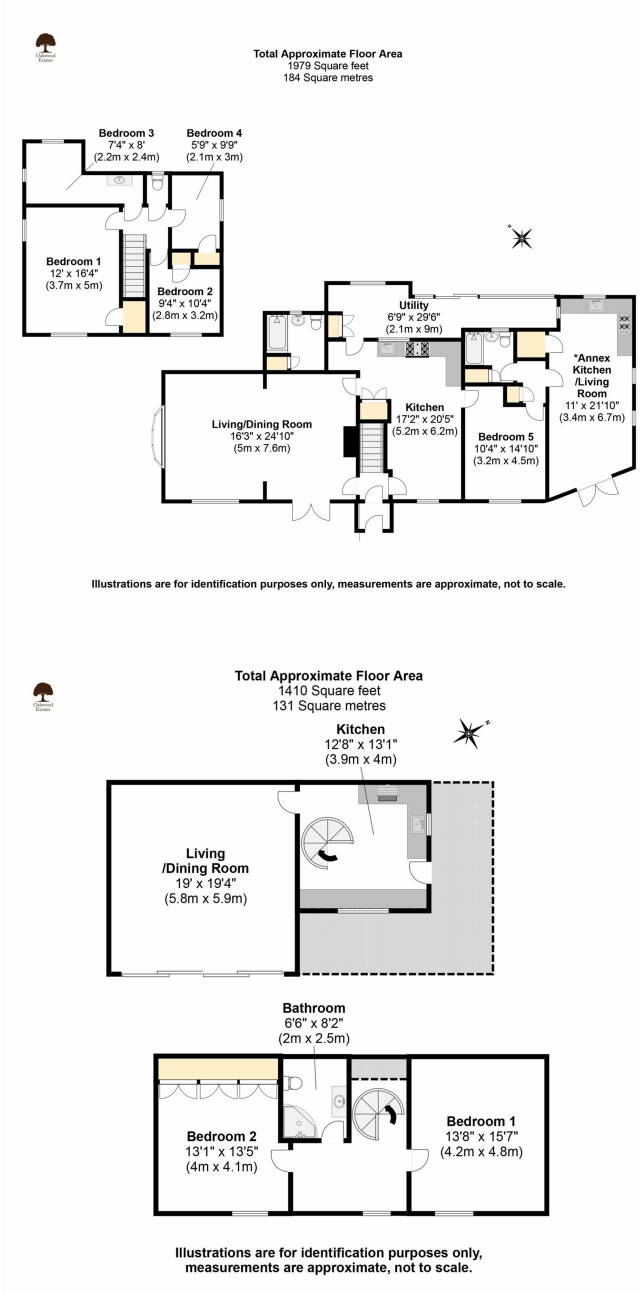 Oakwood
Estates
Total Approximate Floor Area
1979 Square feet
184 Square metres
Bedroom 3
7'4" x 8'
(2.2m x 2.4m)
Bedroom 4
5'9" x 9'9"
(2.1m x 3m)
Bedroom 1
12' x 16'4"
(3.7m x 5m)
Bedroom 2
9'4" x 10'4"
(2.8m x 3.2m)
N
Utility
6'9" x 29'6"
(2.1m x 9m)
*Annex
Kitchen
/Living
Room
11' x 21'10"
(3.4m x 6.7m)
Living/Dining Room
16'3" x 24'10"
(5m x 7.6m)
Kitchen
17'2" x 20'5"
(5.2m x 6.2m)
Bedroom 5
10'4" x 14'10"
(3.2m x 4.5m)
Illustrations are for identification purposes only, measurements are approximate, not to scale.
Oakwood
Estates
Total Approximate Floor Area
1410 Square feet
131 Square metres
N
Kitchen
12'8" x 13'1"
(3.9m x 4m)
Living
/Dining Room
19' x 19'4"
(5.8m x 5.9m)
Bathroom
6'6" x 8'2"
(2m x 2.5m)
Bedroom 2
13'1" x 13'5"
(4m x 4.1m)
Bedroom 1
13'8" x 15'7"
(4.2m x 4.8m)
Illustrations are for identification purposes only,
measurements are approximate, not to scale.